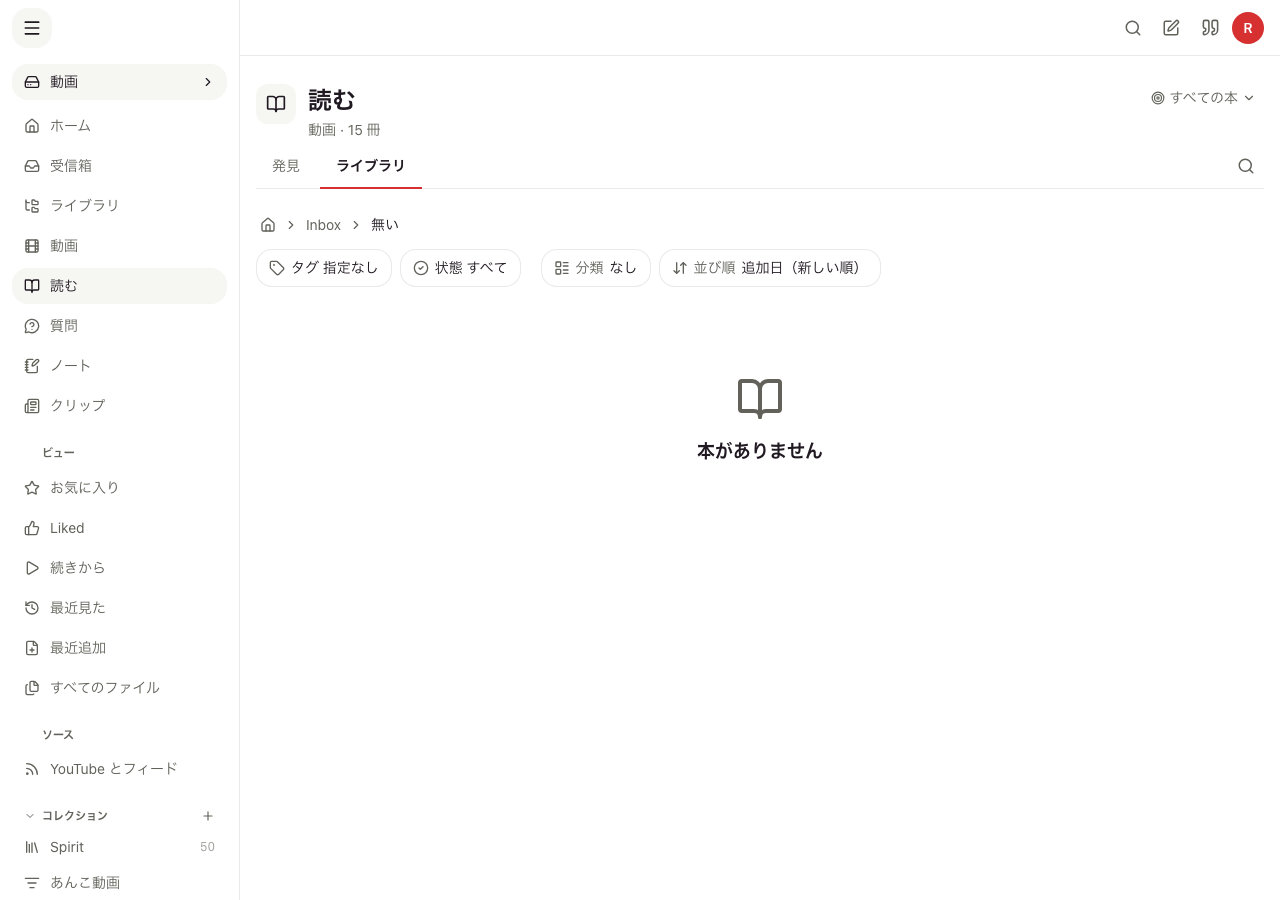 R
動画
ホーム
受信箱
ライブラリ
動画
読む
質問
ノート
クリップ
ビュー
お気に入り
Liked
続きから
最近見た
最近追加
すべてのファイル
ソース
YouTube とフィード
コレクション
Spirit 50
あんこ動画
読む
動画 · 15 冊
すべての本
発見 ライブラリ
Inbox 無い
タグ 指定なし 状態 すべて 分類 なし 並び順 追加日（新しい順）
本がありません